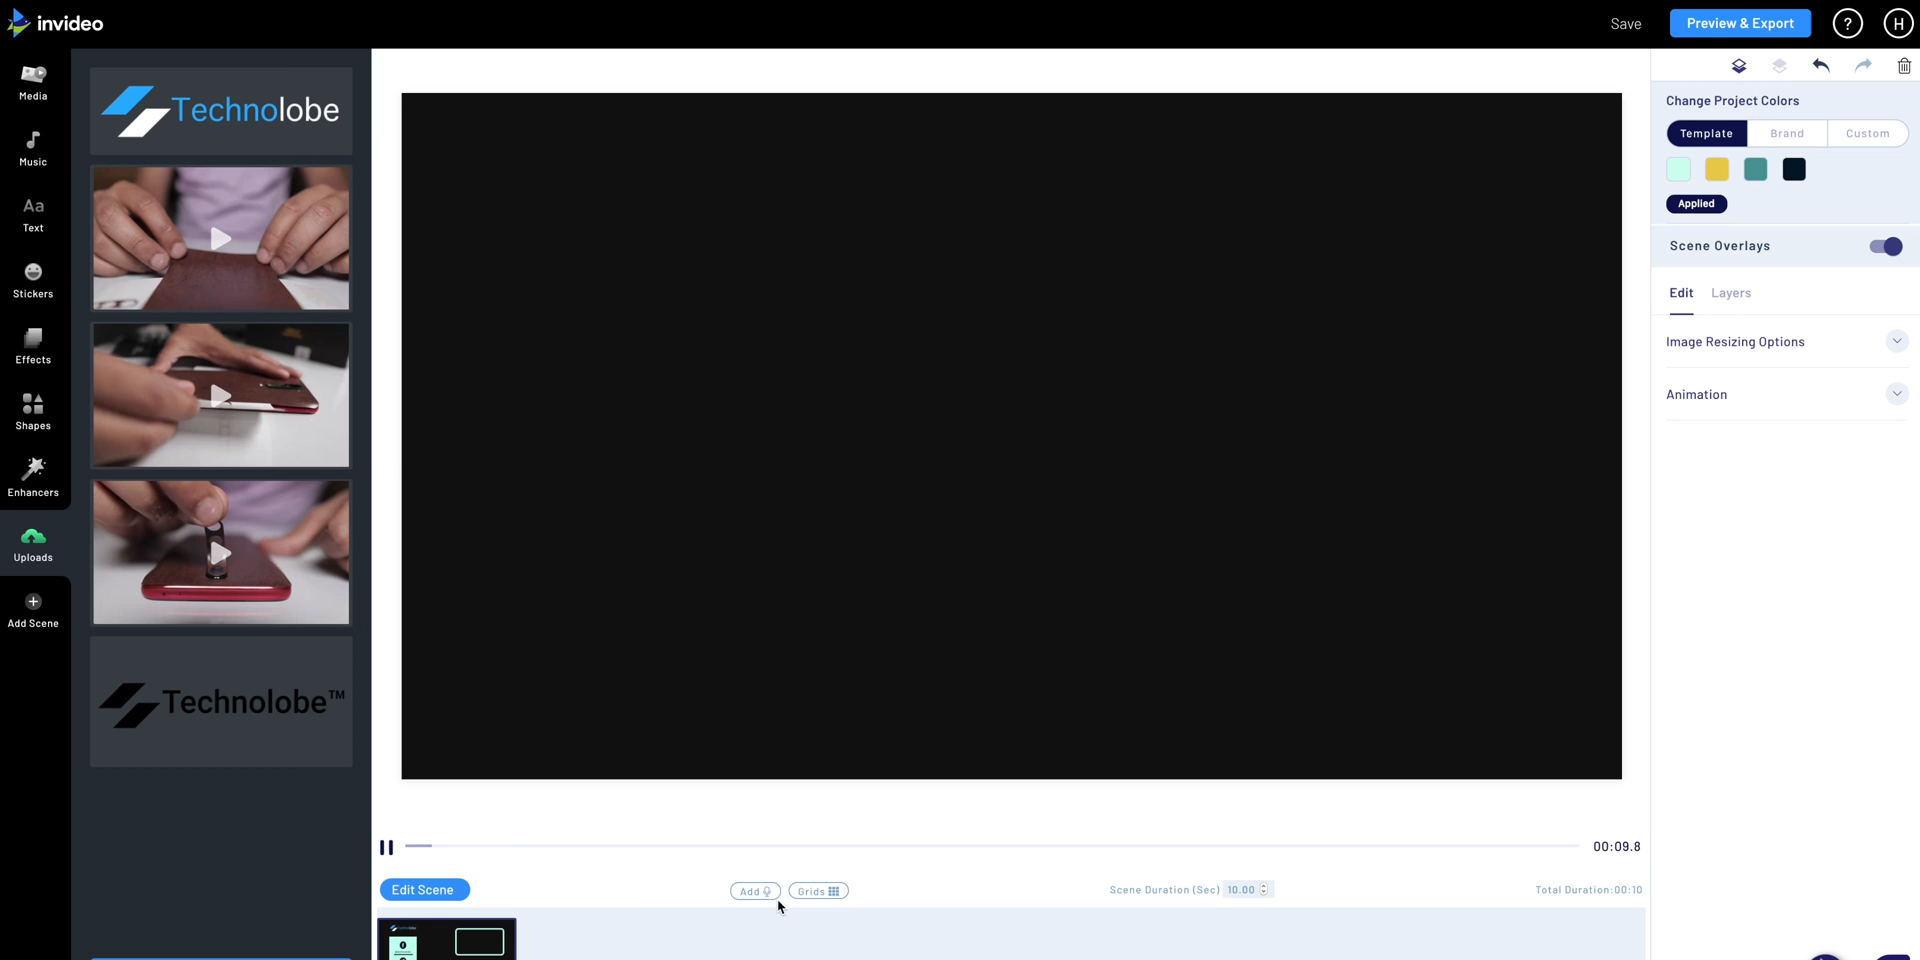 invideo
Save
Preview & Export
?
H
Media
Music
Aa
Text
Stickers
Effects
Shapes
Enhancers
Uploads
Add Scene
Technolobe
Technolobe™
Change Project Colors
Template
Brand
Custom
Applied
Scene Overlays
Edit
Layers
Image Resizing Options
Animation
00:09.8
Edit Scene
Add
Grids
Scene Duration (Sec) 10.00
Total Duration:00:10